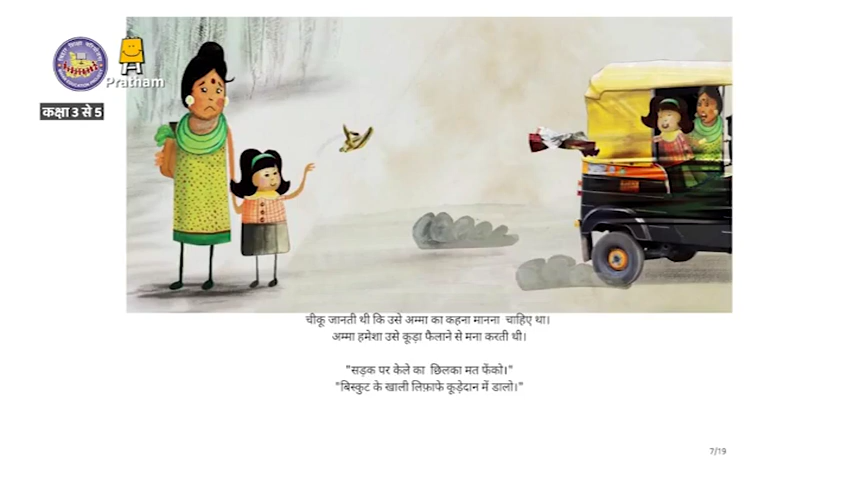 Pratham
कक्षा 3 से 5
चीकू जानती थी कि उसे अम्मा का कहना मानना चाहिए था।
अम्मा हमेशा उसे कूड़ा फैलाने से मना करती थी।
"सड़क पर केले का छिलका मत फेंको।"
"बिस्कुट के खाली लिफ़ाफे कूड़ेदान में डालो।"
7/19